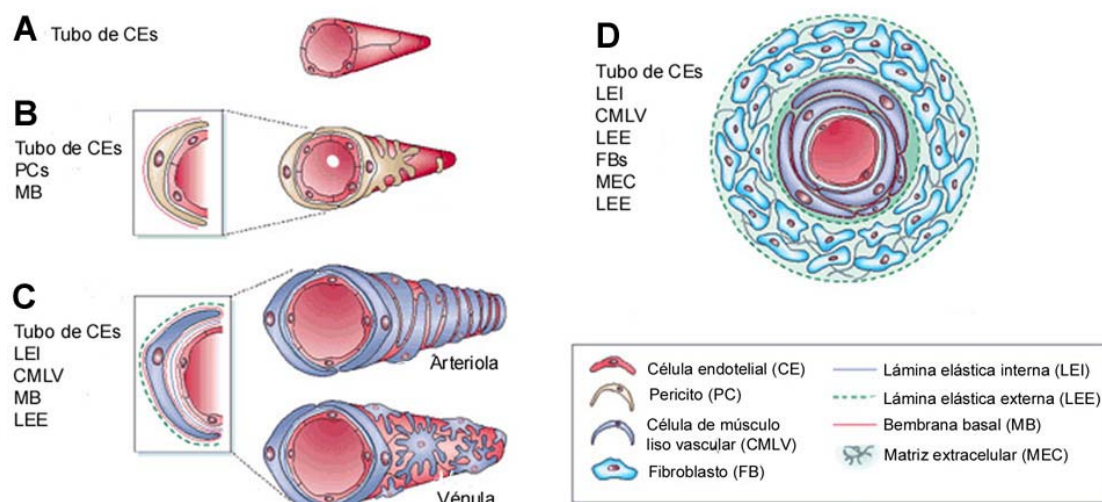 A
Tubo de CEs
B
Tubo de CEs
PCs
MB
C
Tubo de CEs
LEI
CMLV
MB
LEE
Arteriola
Vénula
D
Tubo de CEs
LEI
CMLV
LEE
FBs
MEC
LEE
Célula endotelial (CE)
Pericito (PC)
Célula de músculo
liso vascular (CMLV)
Fibroblasto (FB)
Lámina elástica interna (LEI)
Lámina elástica externa (LEE)
Bembrana basal (MB)
Matriz extracelular (MEC)